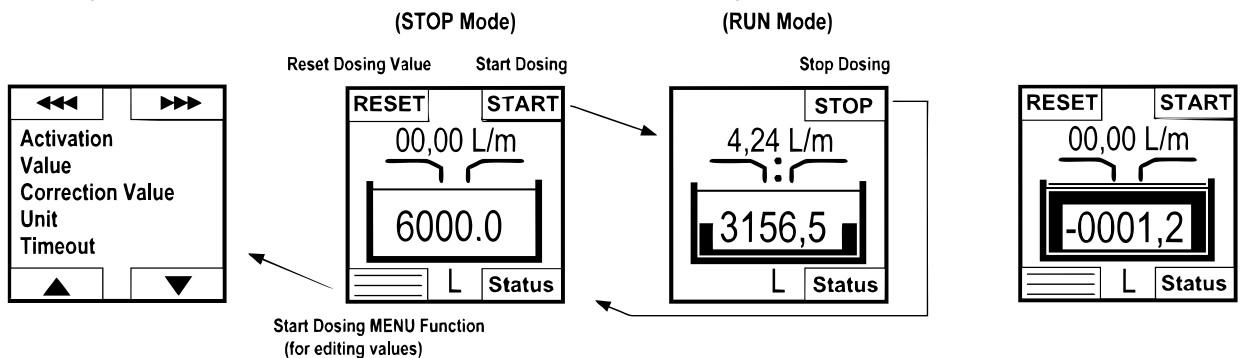 (STOP Mode)
(RUN Mode)
Reset Dosing Value
Start Dosing
Stop Dosing
Activation
Value
Correction Value
Unit
Timeout
RESET
START
00,00 L/m
6000.0
L
Status
STOP
4,24 L/m
3156,5
L
Status
RESET
START
00,00 L/m
-0001,2
L
Status
Start Dosing MENU Function
(for editing values)